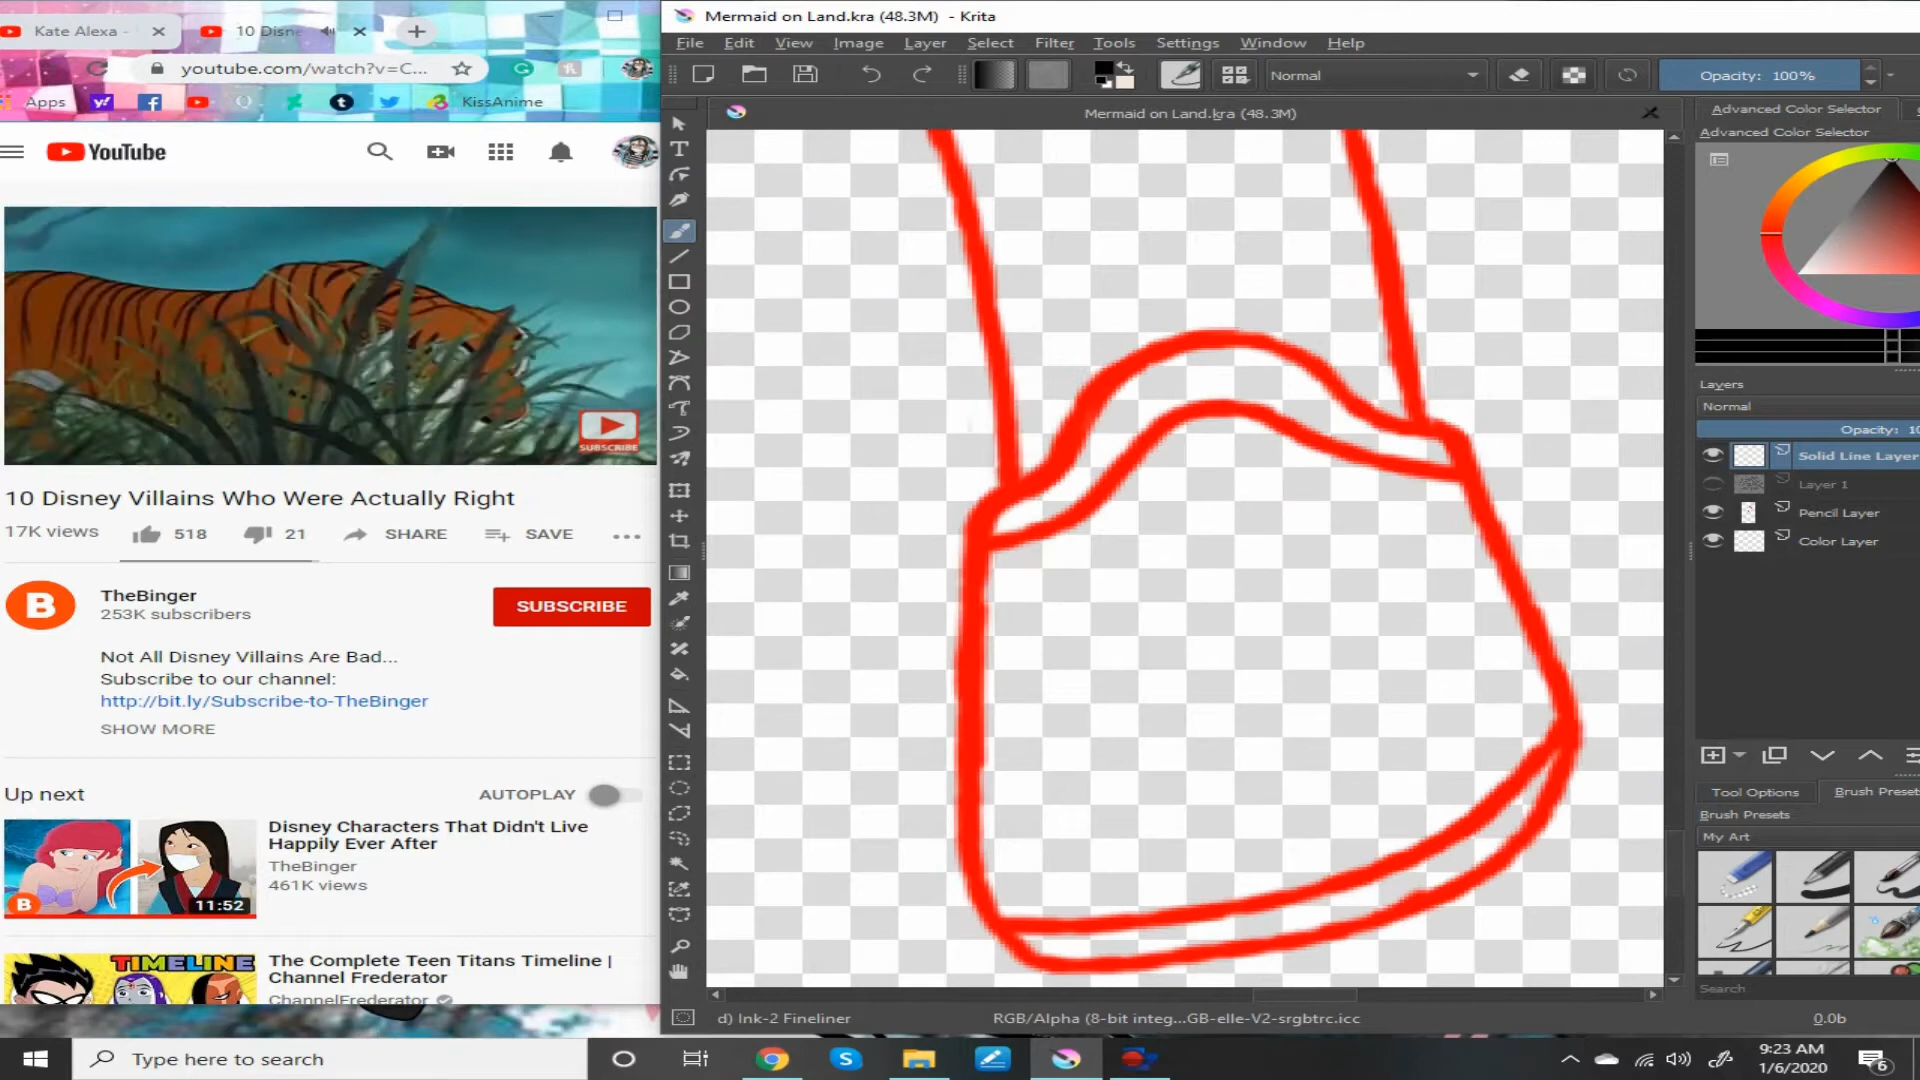 Kate Alexa -
10 Disne
youtube.com/watch?v=C...
Apps
KissAnime
YouTube
SUBSCRIBE
10 Disney Villains Who Were Actually Right
17K views
518
21
SHARE
SAVE
B
TheBinger
253K subscribers
SUBSCRIBE
Not All Disney Villains Are Bad...
Subscribe to our channel:
http://bit.ly/Subscribe-to-TheBinger
SHOW MORE
Up next
AUTOPLAY
B
11:52
Disney Characters That Didn't Live
Happily Ever After
TheBinger
461K views
TIMELINE
The Complete Teen Titans Timeline |
Channel Frederator
ChannelFrederator
Mermaid on Land.kra (48.3M) - Krita
File Edit View Image Layer Select Filter Tools Settings Window Help
Normal
Opacity: 100%
Mermaid on Land.kra (48.3M)
Advanced Color Selector
Advanced Color Selector
Layers
Normal
Opacity: 10
Solid Line Layer
Layer 1
Pencil Layer
Color Layer
Tool Options
Brush Presets
Brush Presets
My Art
Search
d) Ink-2 Fineliner
RGB/Alpha (8-bit integ...GB-elle-V2-srgbtrc.icc
0.0b
Type here to search
9:23 AM
1/6/2020
6